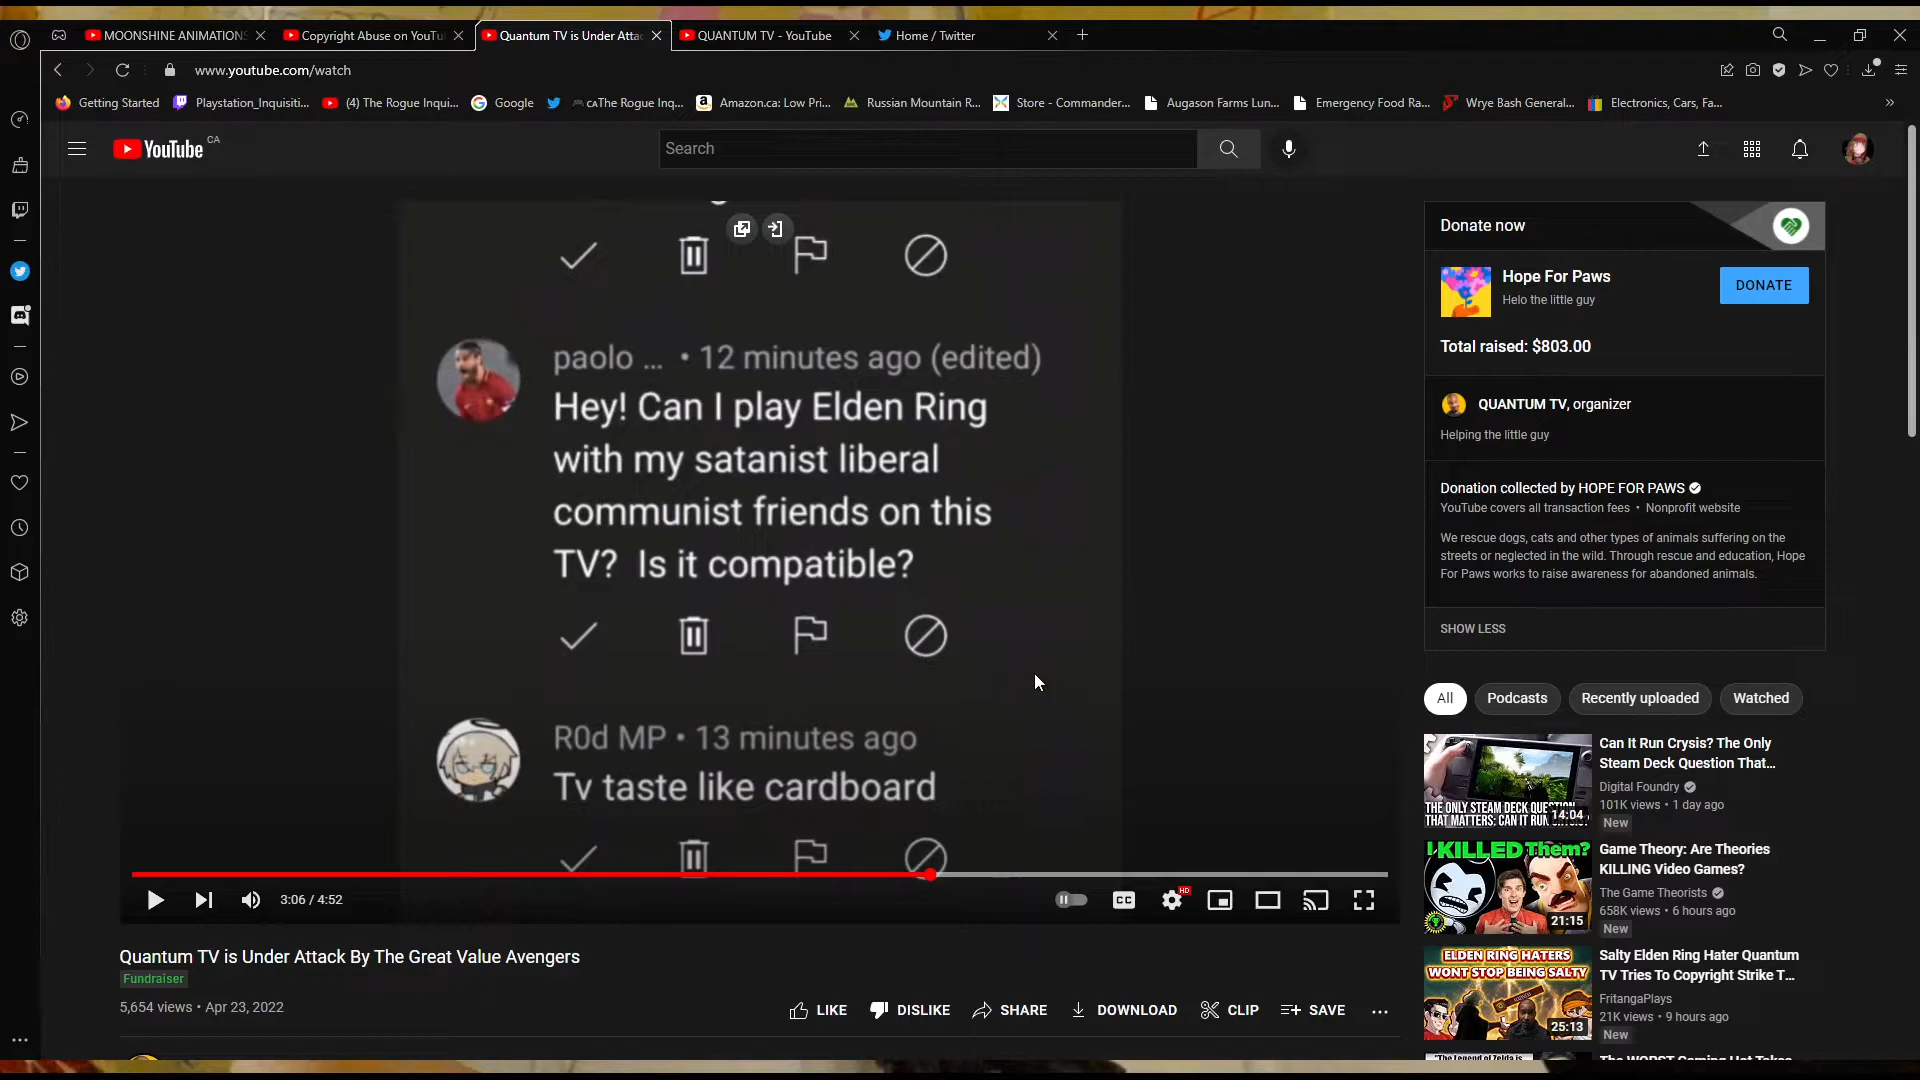 MOONSHINE ANIMATIONS
Copyright Abuse on YouTu
Quantum TV is Under Atta
QUANTUM TV - YouTube
Home / Twitter
www.youtube.com/watch
Getting Started
Playstation_Inquisiti...
(4) The Rogue Inqui...
Google
The Rogue Inq...
Amazon.ca: Low Pri...
Russian Mountain R...
Store - Commander...
Augason Farms Lun...
Emergency Food Ra...
Wrye Bash General...
Electronics, Cars, Fa...
YouTube CA
Search
paolo ... • 12 minutes ago (edited)
Hey! Can I play Elden Ring
with my satanist liberal
communist friends on this
TV? Is it compatible?
R0d MP • 13 minutes ago
Tv taste like cardboard
3:06 / 4:52
CC
HD
Quantum TV is Under Attack By The Great Value Avengers
Fundraiser
5,654 views • Apr 23, 2022
LIKE
DISLIKE
SHARE
DOWNLOAD
CLIP
SAVE
Donate now
Hope For Paws
Helo the little guy
DONATE
Total raised: $803.00
QUANTUM TV, organizer
Helping the little guy
Donation collected by HOPE FOR PAWS
YouTube covers all transaction fees • Nonprofit website
We rescue dogs, cats and other types of animals suffering on the
streets or neglected in the wild. Through rescue and education, Hope
For Paws works to raise awareness for abandoned animals.
SHOW LESS
All
Podcasts
Recently uploaded
Watched
THE ONLY STEAM DECK QUESTION
THAT MATTERS: CAN IT RUN
14:04
Can It Run Crysis? The Only
Steam Deck Question That...
Digital Foundry
101K views • 1 day ago
New
I KILLED Them?
21:15
Game Theory: Are Theories
KILLING Video Games?
The Game Theorists
658K views • 6 hours ago
New
ELDEN RING HATERS
WONT STOP BEING SALTY
25:13
Salty Elden Ring Hater Quantum
TV Tries To Copyright Strike T...
FritangaPlays
21K views • 9 hours ago
New
"The Legend of Zelda is
The WORST Gaming Hot Takes